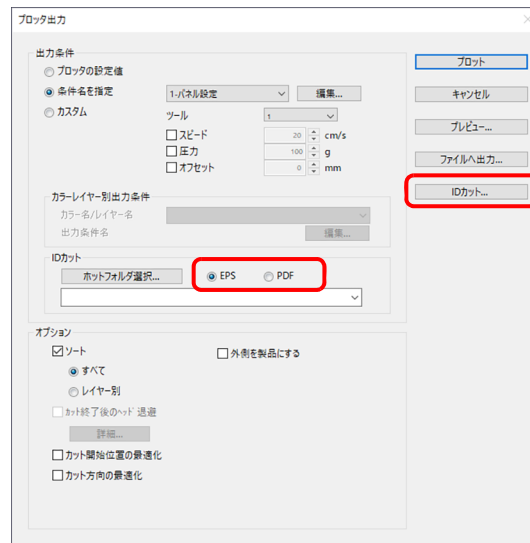 プロッタ出力
出力条件
プロッタの設定値
条件名を指定
1-パネル設定
編集...
カスタム
ツール
1
スピード
20
cm/s
圧力
100
g
オフセット
0
mm
カラーレイヤー別出力条件
カラー名/レイヤー名
出力条件名
編集...
IDカット
ホットフォルダ選択...
EPS
PDF
オプション
ソート
外側を製品にする
すべて
レイヤー別
カット終了後のヘッド退避
詳細...
カット開始位置の最適化
カット方向の最適化
プロット
キャンセル
プレビュー...
ファイルへ出力...
IDカット...